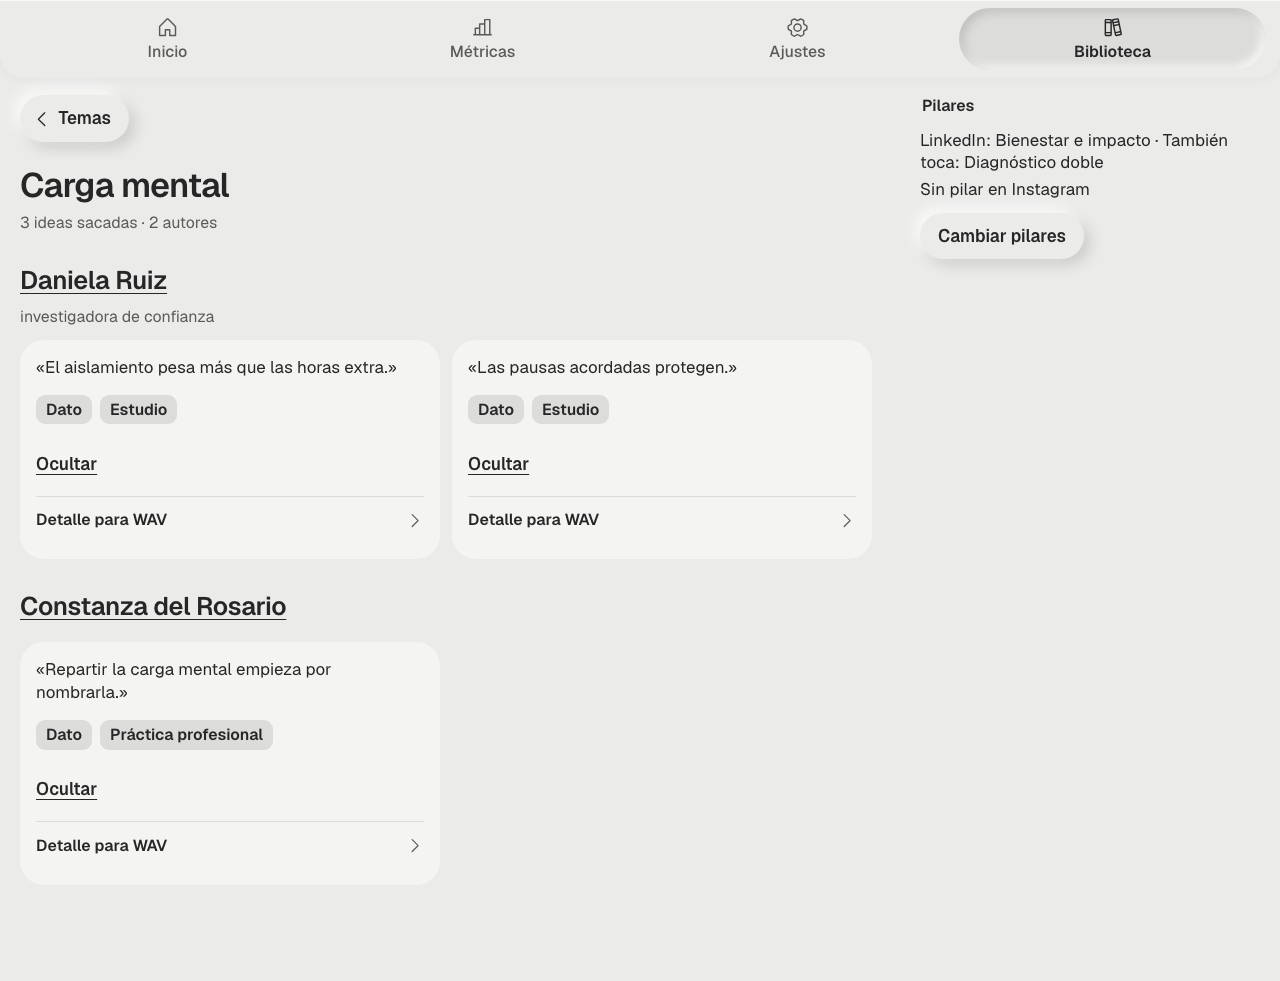 Inicio
Métricas
Ajustes
Biblioteca
Temas
Carga mental
3 ideas sacadas · 2 autores
Daniela Ruiz
investigadora de confianza
«El aislamiento pesa más que las horas extra.»
Dato
Estudio
Ocultar
Detalle para WAV
«Las pausas acordadas protegen.»
Dato
Estudio
Ocultar
Detalle para WAV
Constanza del Rosario
«Repartir la carga mental empieza por
nombrarla.»
Dato
Práctica profesional
Ocultar
Detalle para WAV
Pilares
LinkedIn: Bienestar e impacto · También
toca: Diagnóstico doble
Sin pilar en Instagram
Cambiar pilares